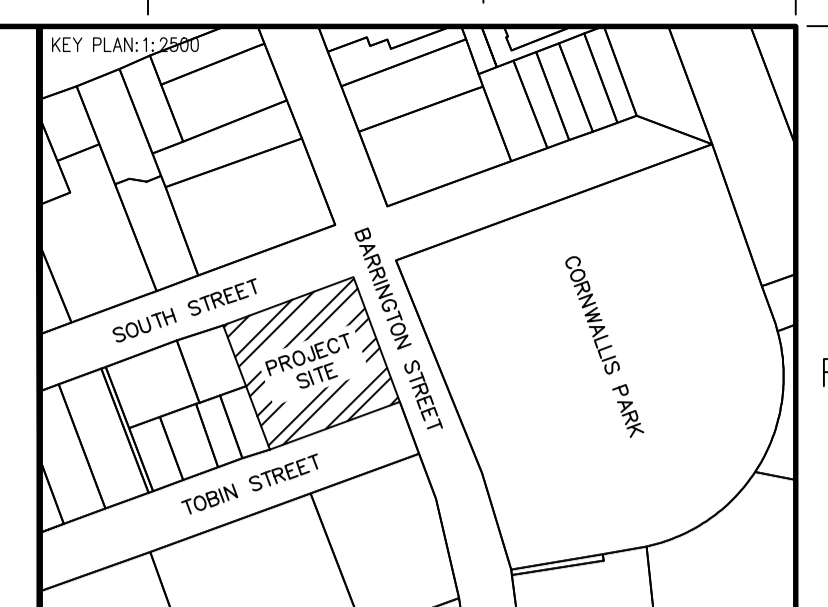 KEY PLAN:1:2500
BARRINGTON STREET
CORNWALLIS PARK
SOUTH STREET
PROJECT
SITE
TOBIN STREET